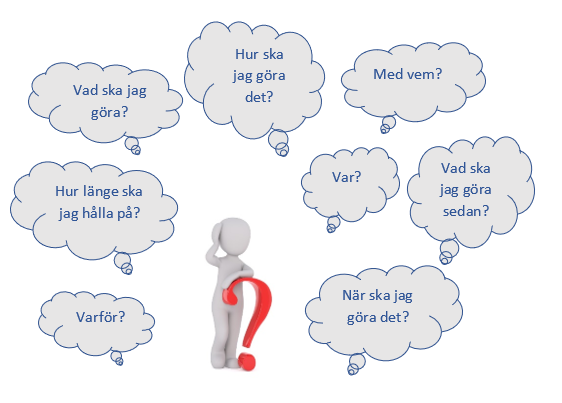 Vad ska jag
göra?
Hur ska
jag göra
det?
Med vem?
Hur länge ska
jag hålla på?
Var?
Vad ska
jag göra
sedan?
Varför?
När ska jag
göra det?